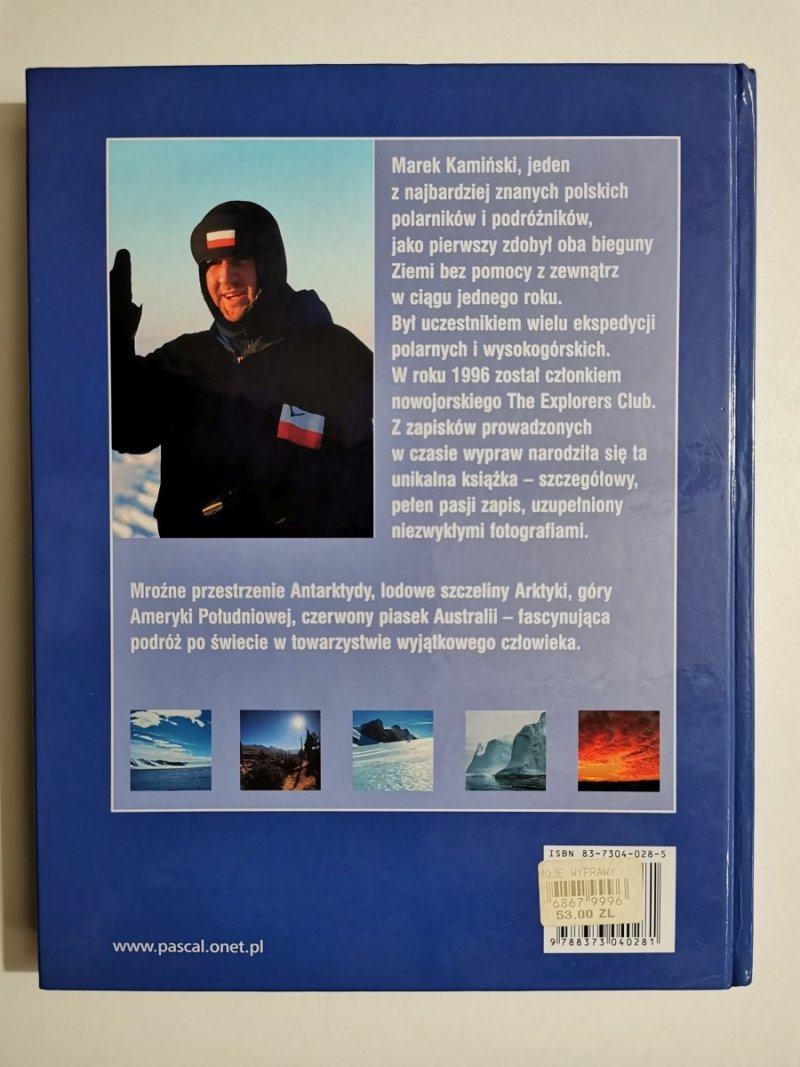 Marek Kamiński, jeden
z najbardziej znanych polskich
polarników i podróżników,
jako pierwszy zdobył oba bieguny
Ziemi bez pomocy z zewnątrz
w ciągu jednego roku.
Był uczestnikiem wielu ekspedycji
polarnych i wysokogórskich.
W roku 1996 został członkiem
nowojorskiego The Explorers Club.
Z zapisków prowadzonych
w czasie wypraw narodziła się ta
unikalna książka – szczegółowy,
pełen pasji zapis, uzupełniony
niezwykłymi fotografiami.
Mroźne przestrzenie Antarktydy, lodowe szczeliny Arktyki, góry
Ameryki Południowej, czerwony piasek Australii – fascynująca
podróż po świecie w towarzystwie wyjątkowego człowieka.
ISBN 83-7304-028-5
MOJE WYPRAWY
6867 9996
53.00 ZL
9 788373 040281
www.pascal.onet.pl